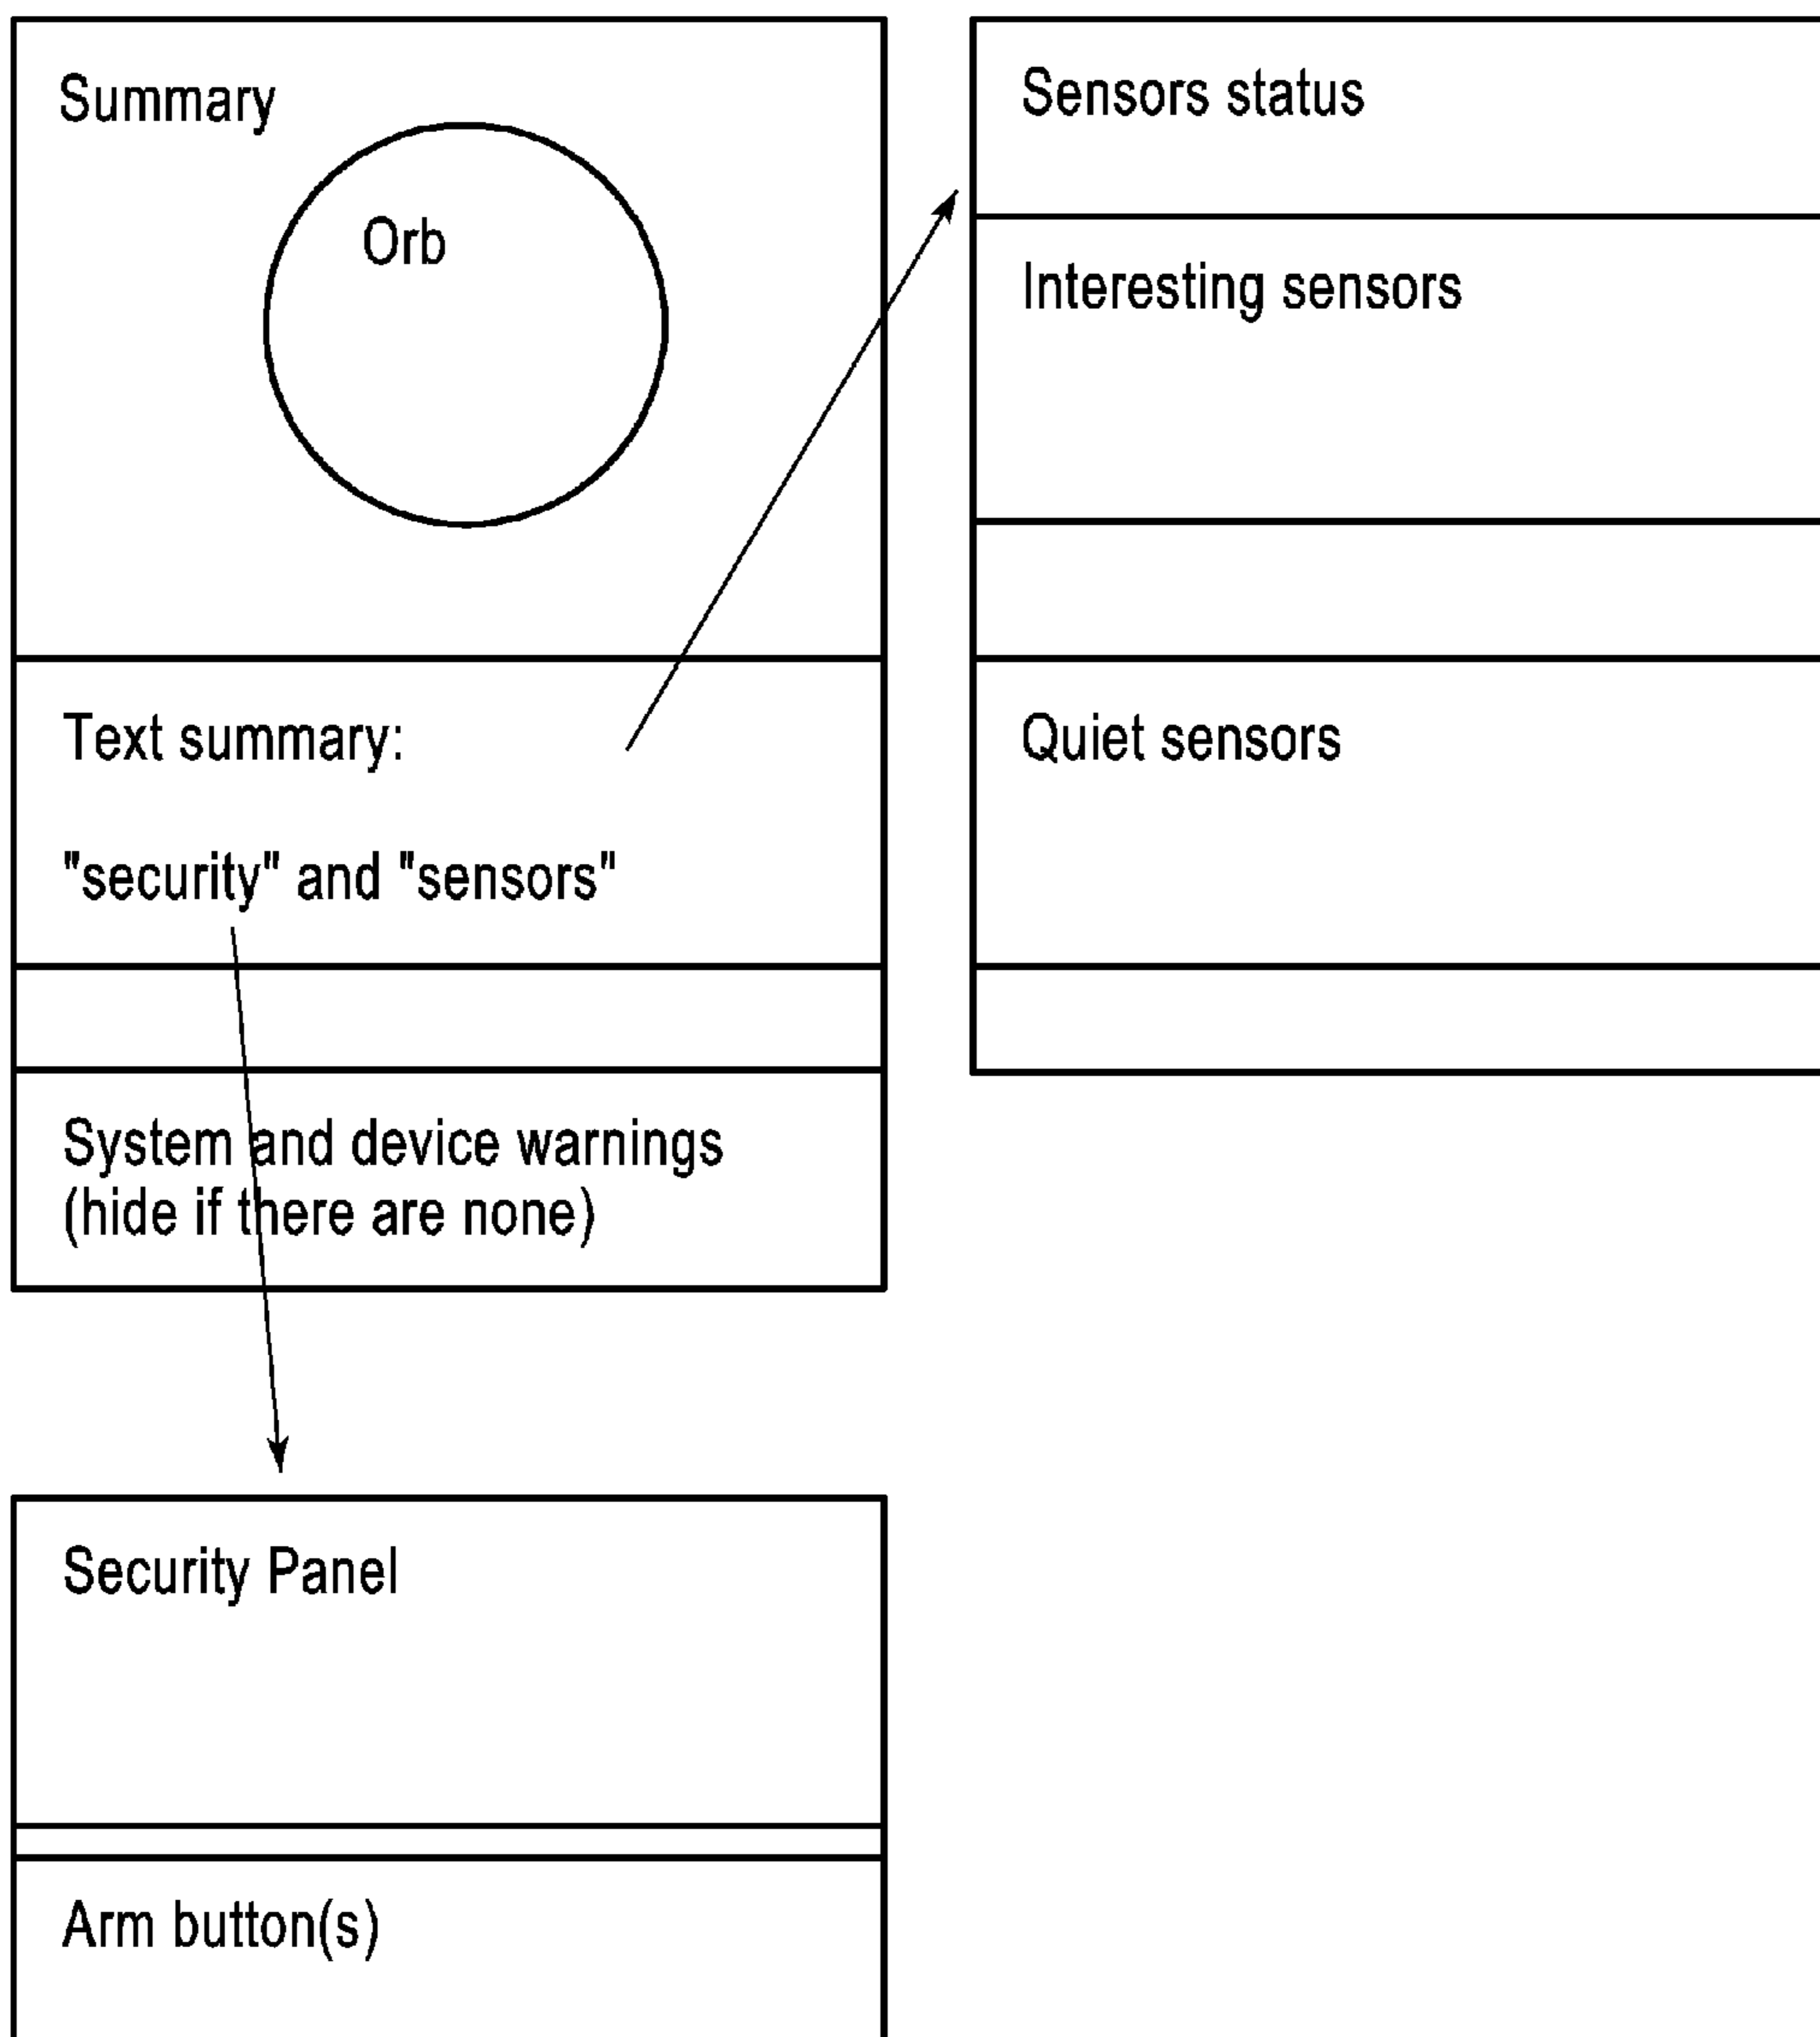 Summary
Orb
Text summary:
"security" and "sensors"
System and device warnings
(hide if there are none)
Sensors status
Interesting sensors
Quiet sensors
Security Panel
Arm button(s)